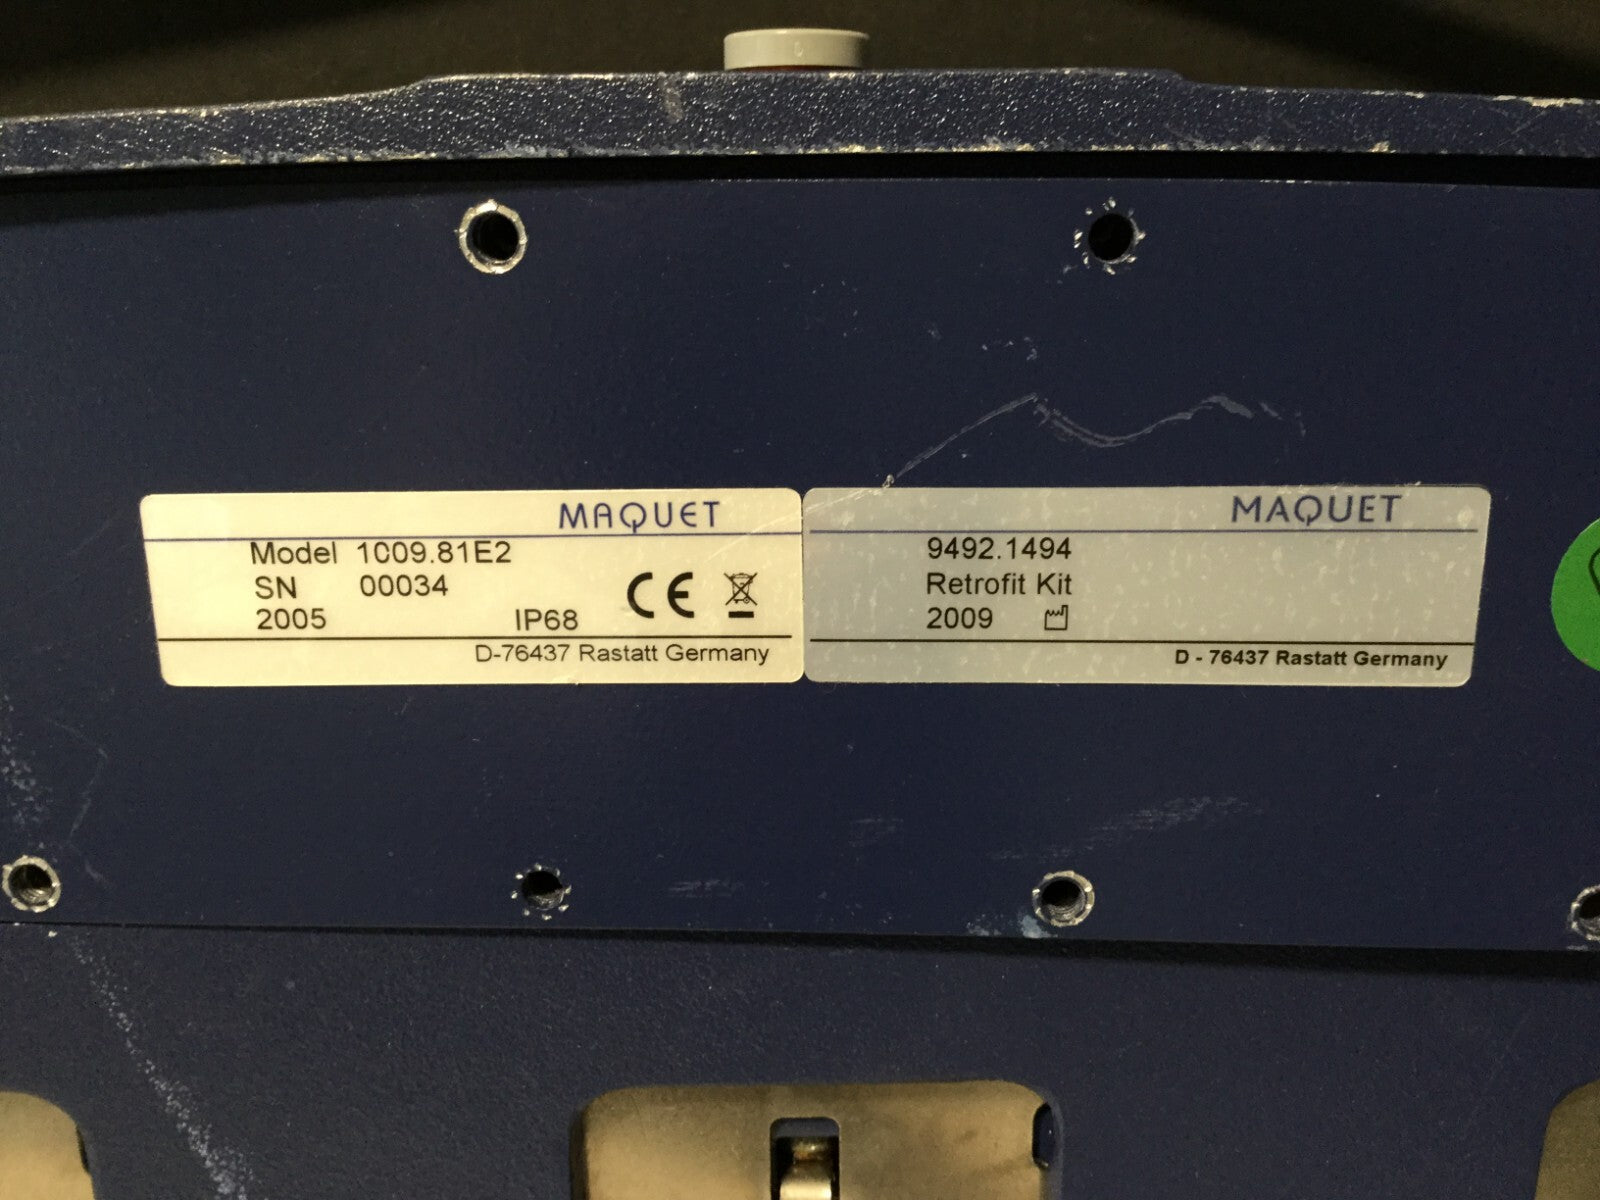 MAQUET
Model 1009.81E2
SN 00034
2005 IP68
CE
D-76437 Rastatt Germany
MAQUET
9492.1494
Retrofit Kit
2009
D - 76437 Rastatt Germany